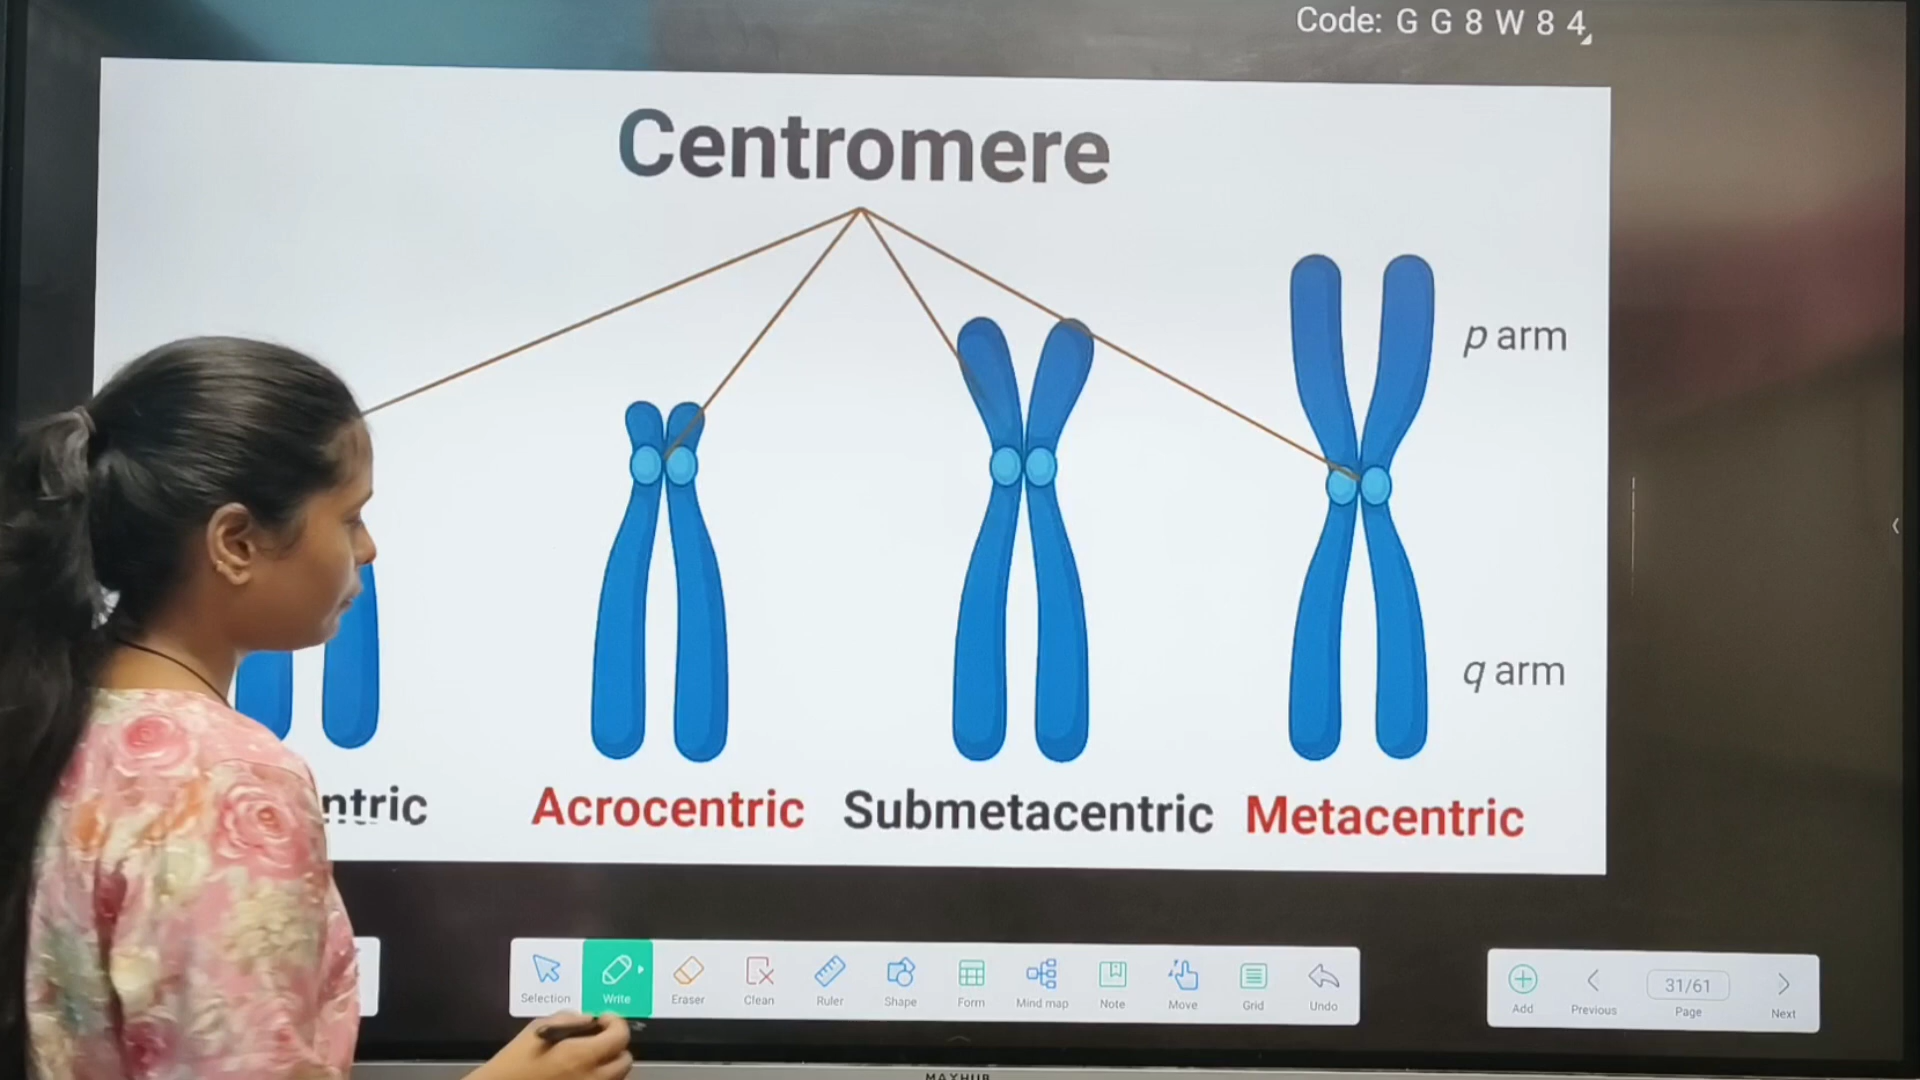 Code: G G 8 W 8 4
Centromere
p arm
q arm
ntric Acrocentric Submetacentric Metacentric
Selection Write Eraser Clean Ruler Shape Form Mind map Note Move Grid Undo
Add Previous 31/61 Page Next
MAXHUB